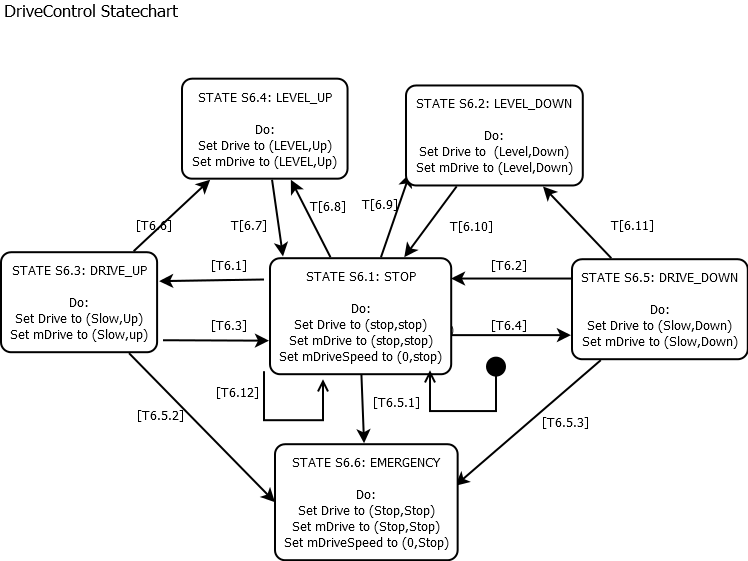 DriveControl Statechart
STATE S6.4: LEVEL_UP
Do:
Set Drive to (LEVEL,Up)
Set mDrive to (LEVEL,Up)
STATE S6.2: LEVEL_DOWN
Do:
Set Drive to  (Level,Down)
Set mDrive to (Level,Down)
[T6.6]
T[6.7]
T[6.8]
T[6.9]
T[6.10]
T[6.11]
STATE S6.3: DRIVE_UP
Do:
Set Drive to (Slow,Up)
Set mDrive to (Slow,up)
[T6.1]
[T6.3]
STATE S6.1: STOP
Do:
Set Drive to (stop,stop)
Set mDrive to (stop,stop)
Set mDriveSpeed to (0,stop)
[T6.2]
[T6.4]
STATE S6.5: DRIVE_DOWN
Do:
Set Drive to (Slow,Down)
Set mDrive to (Slow,Down)
[T6.12]
[T6.5.1]
[T6.5.2]
[T6.5.3]
STATE S6.6: EMERGENCY
Do:
Set Drive to (Stop,Stop)
Set mDrive to (Stop,Stop)
Set mDriveSpeed to (0,Stop)